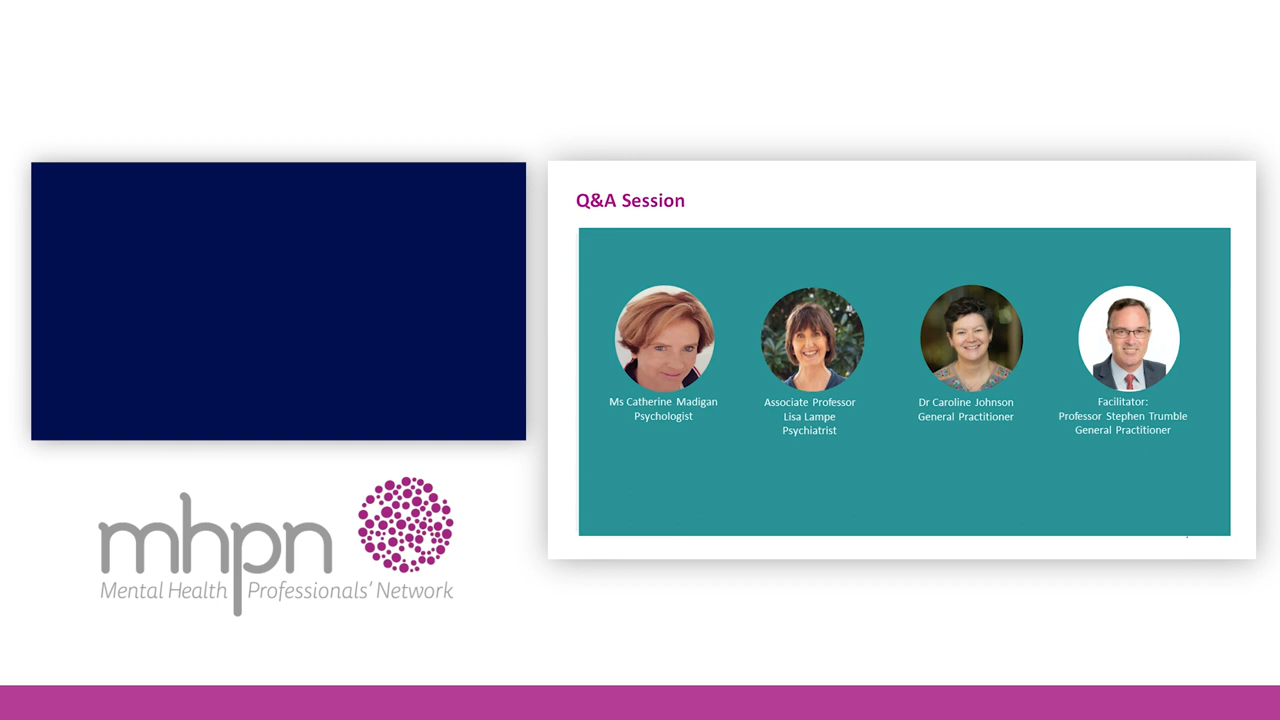 Q&A Session
Ms Catherine Madigan
Psychologist
Associate Professor
Lisa Lampe
Psychiatrist
Dr Caroline Johnson
General Practitioner
Facilitator:
Professor Stephen Trumble
General Practitioner
mhpn
Mental Health Professionals’ Network